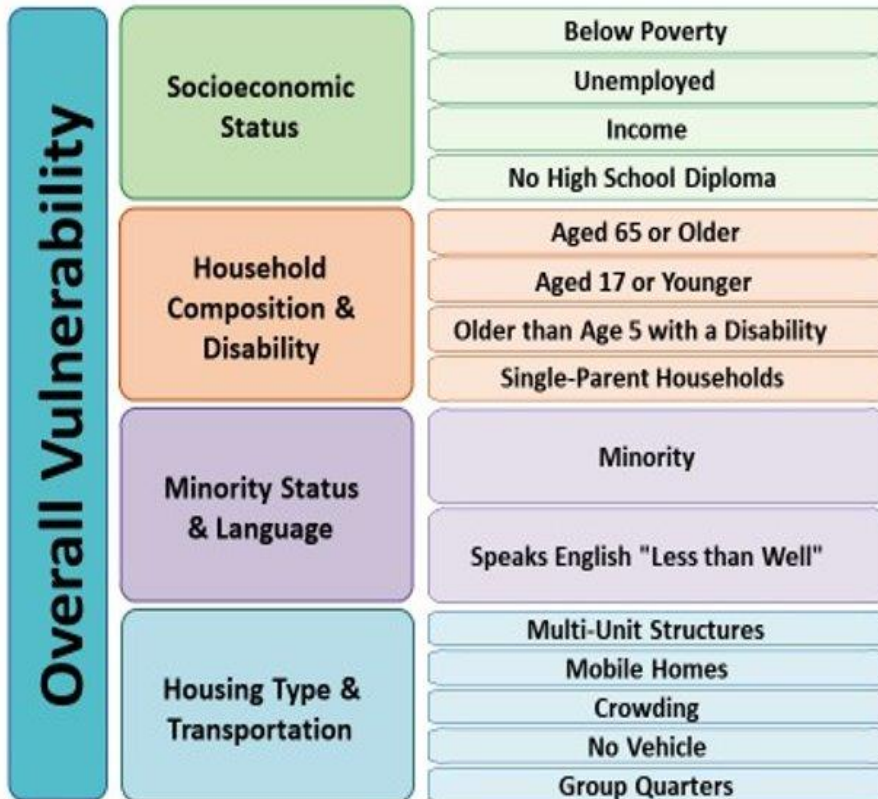 Overall Vulnerability
Socioeconomic
Status
Below Poverty
Unemployed
Income
No High School Diploma
Household
Composition &
Disability
Aged 65 or Older
Aged 17 or Younger
Older than Age 5 with a Disability
Single-Parent Households
Minority Status
& Language
Minority
Speaks English "Less than Well"
Housing Type &
Transportation
Multi-Unit Structures
Mobile Homes
Crowding
No Vehicle
Group Quarters